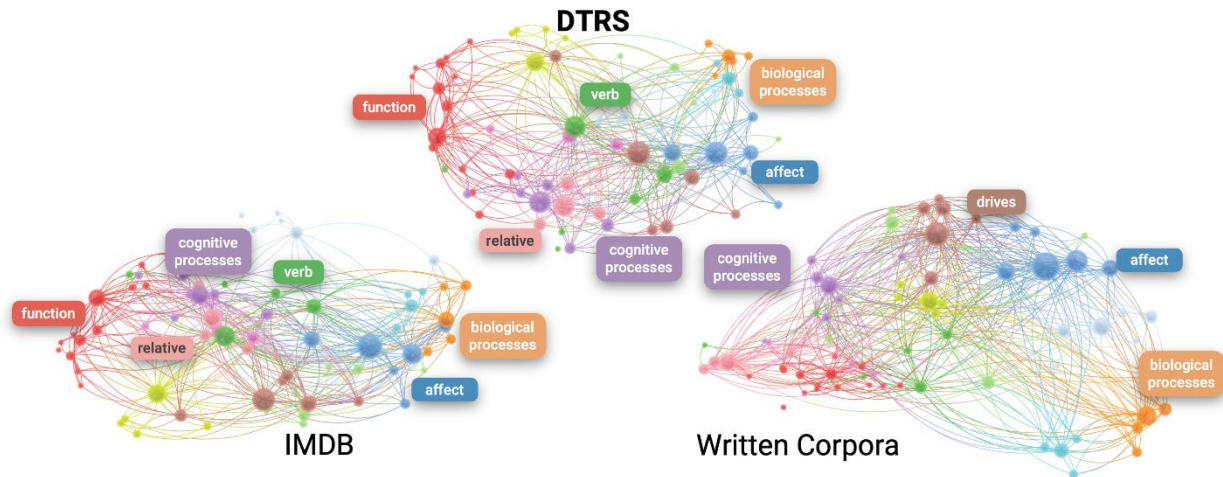 DTRS
function
verb
biological
processes
affect
relative
cognitive
processes
cognitive
processes
verb
function
relative
biological
processes
affect
IMDB
drives
cognitive
processes
affect
biological
processes
Written Corpora